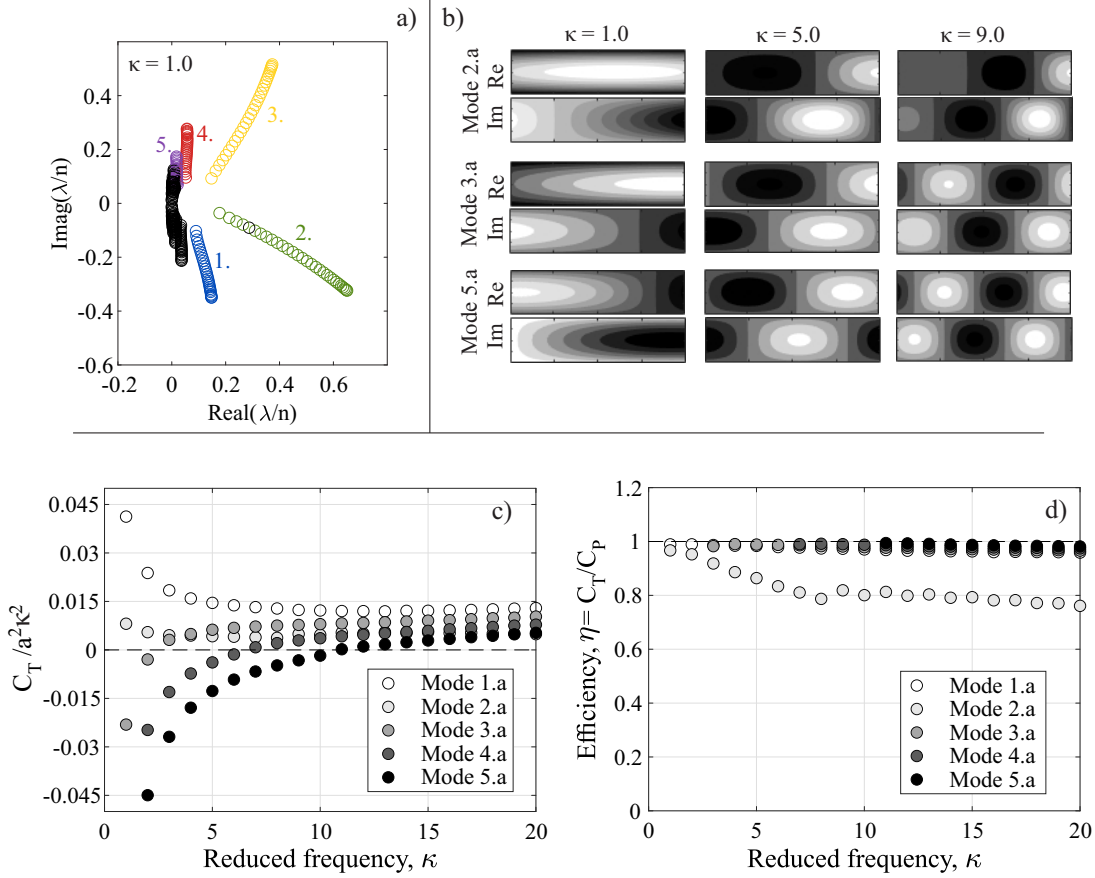 a)
κ = 1.0
0.4
0.2
0
-0.2
-0.4
-0.6
Imag(λ/n)
-0.2
0
0.2
0.4
0.6
Real(λ/n)
1.
2.
3.
4.
5.
b)
κ = 1.0
κ = 5.0
κ = 9.0
Mode 2.a
Re
Im
Mode 3.a
Re
Im
Mode 5.a
Re
Im
c)
0.045
0.03
0.015
0
-0.015
-0.03
-0.045
C_T /a²κ²
0
5
10
15
20
Reduced frequency, κ
Mode 1.a
Mode 2.a
Mode 3.a
Mode 4.a
Mode 5.a
d)
1.2
1
0.8
0.6
0.4
0.2
0
Efficiency, η = C_T/C_P
0
5
10
15
20
Reduced frequency, κ
Mode 1.a
Mode 2.a
Mode 3.a
Mode 4.a
Mode 5.a